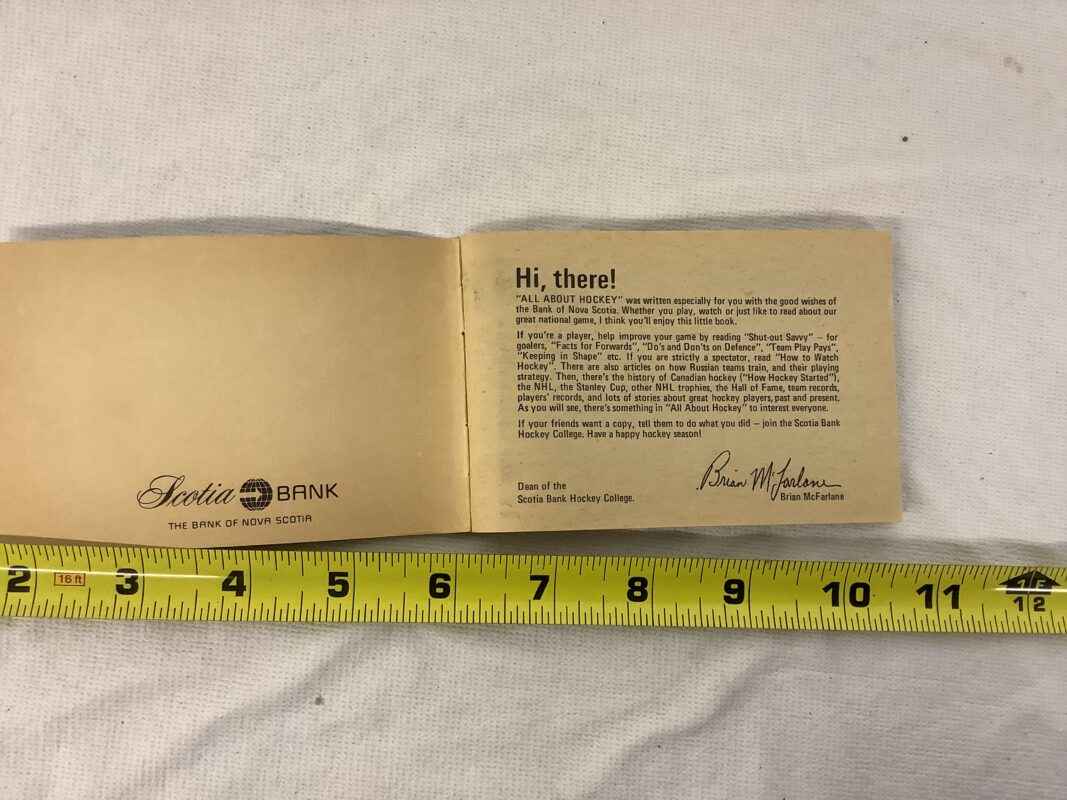 Hi, there!
"ALL ABOUT HOCKEY" was written especially for you with the good wishes of
the Bank of Nova Scotia. Whether you play, watch or just like to read about our
great national game, I think you'll enjoy this little book.
If you're a player, help improve your game by reading "Shut-out Savvy" – for
goalers, "Facts for Forwards", "Do's and Don'ts on Defence", "Team Play Pays",
"Keeping in Shape" etc. If you are strictly a spectator, read "How to Watch
Hockey". There are also articles on how Russian teams train, and their playing
strategy. Then, there's the history of Canadian hockey ("How Hockey Started"),
the NHL, the Stanley Cup, other NHL trophies, the Hall of Fame, team records,
players' records, and lots of stories about great hockey players, past and present.
As you will see, there's something in "All About Hockey" to interest everyone.
If your friends want a copy, tell them to do what you did – join the Scotia Bank
Hockey College. Have a happy hockey season!
Brian McFarlane
Dean of the
Scotia Bank Hockey College.
Brian McFarlane
Scotia BANK
THE BANK OF NOVA SCOTIA
2 16 ft 3 4 5 6 7 8 9 10 11 1F
12